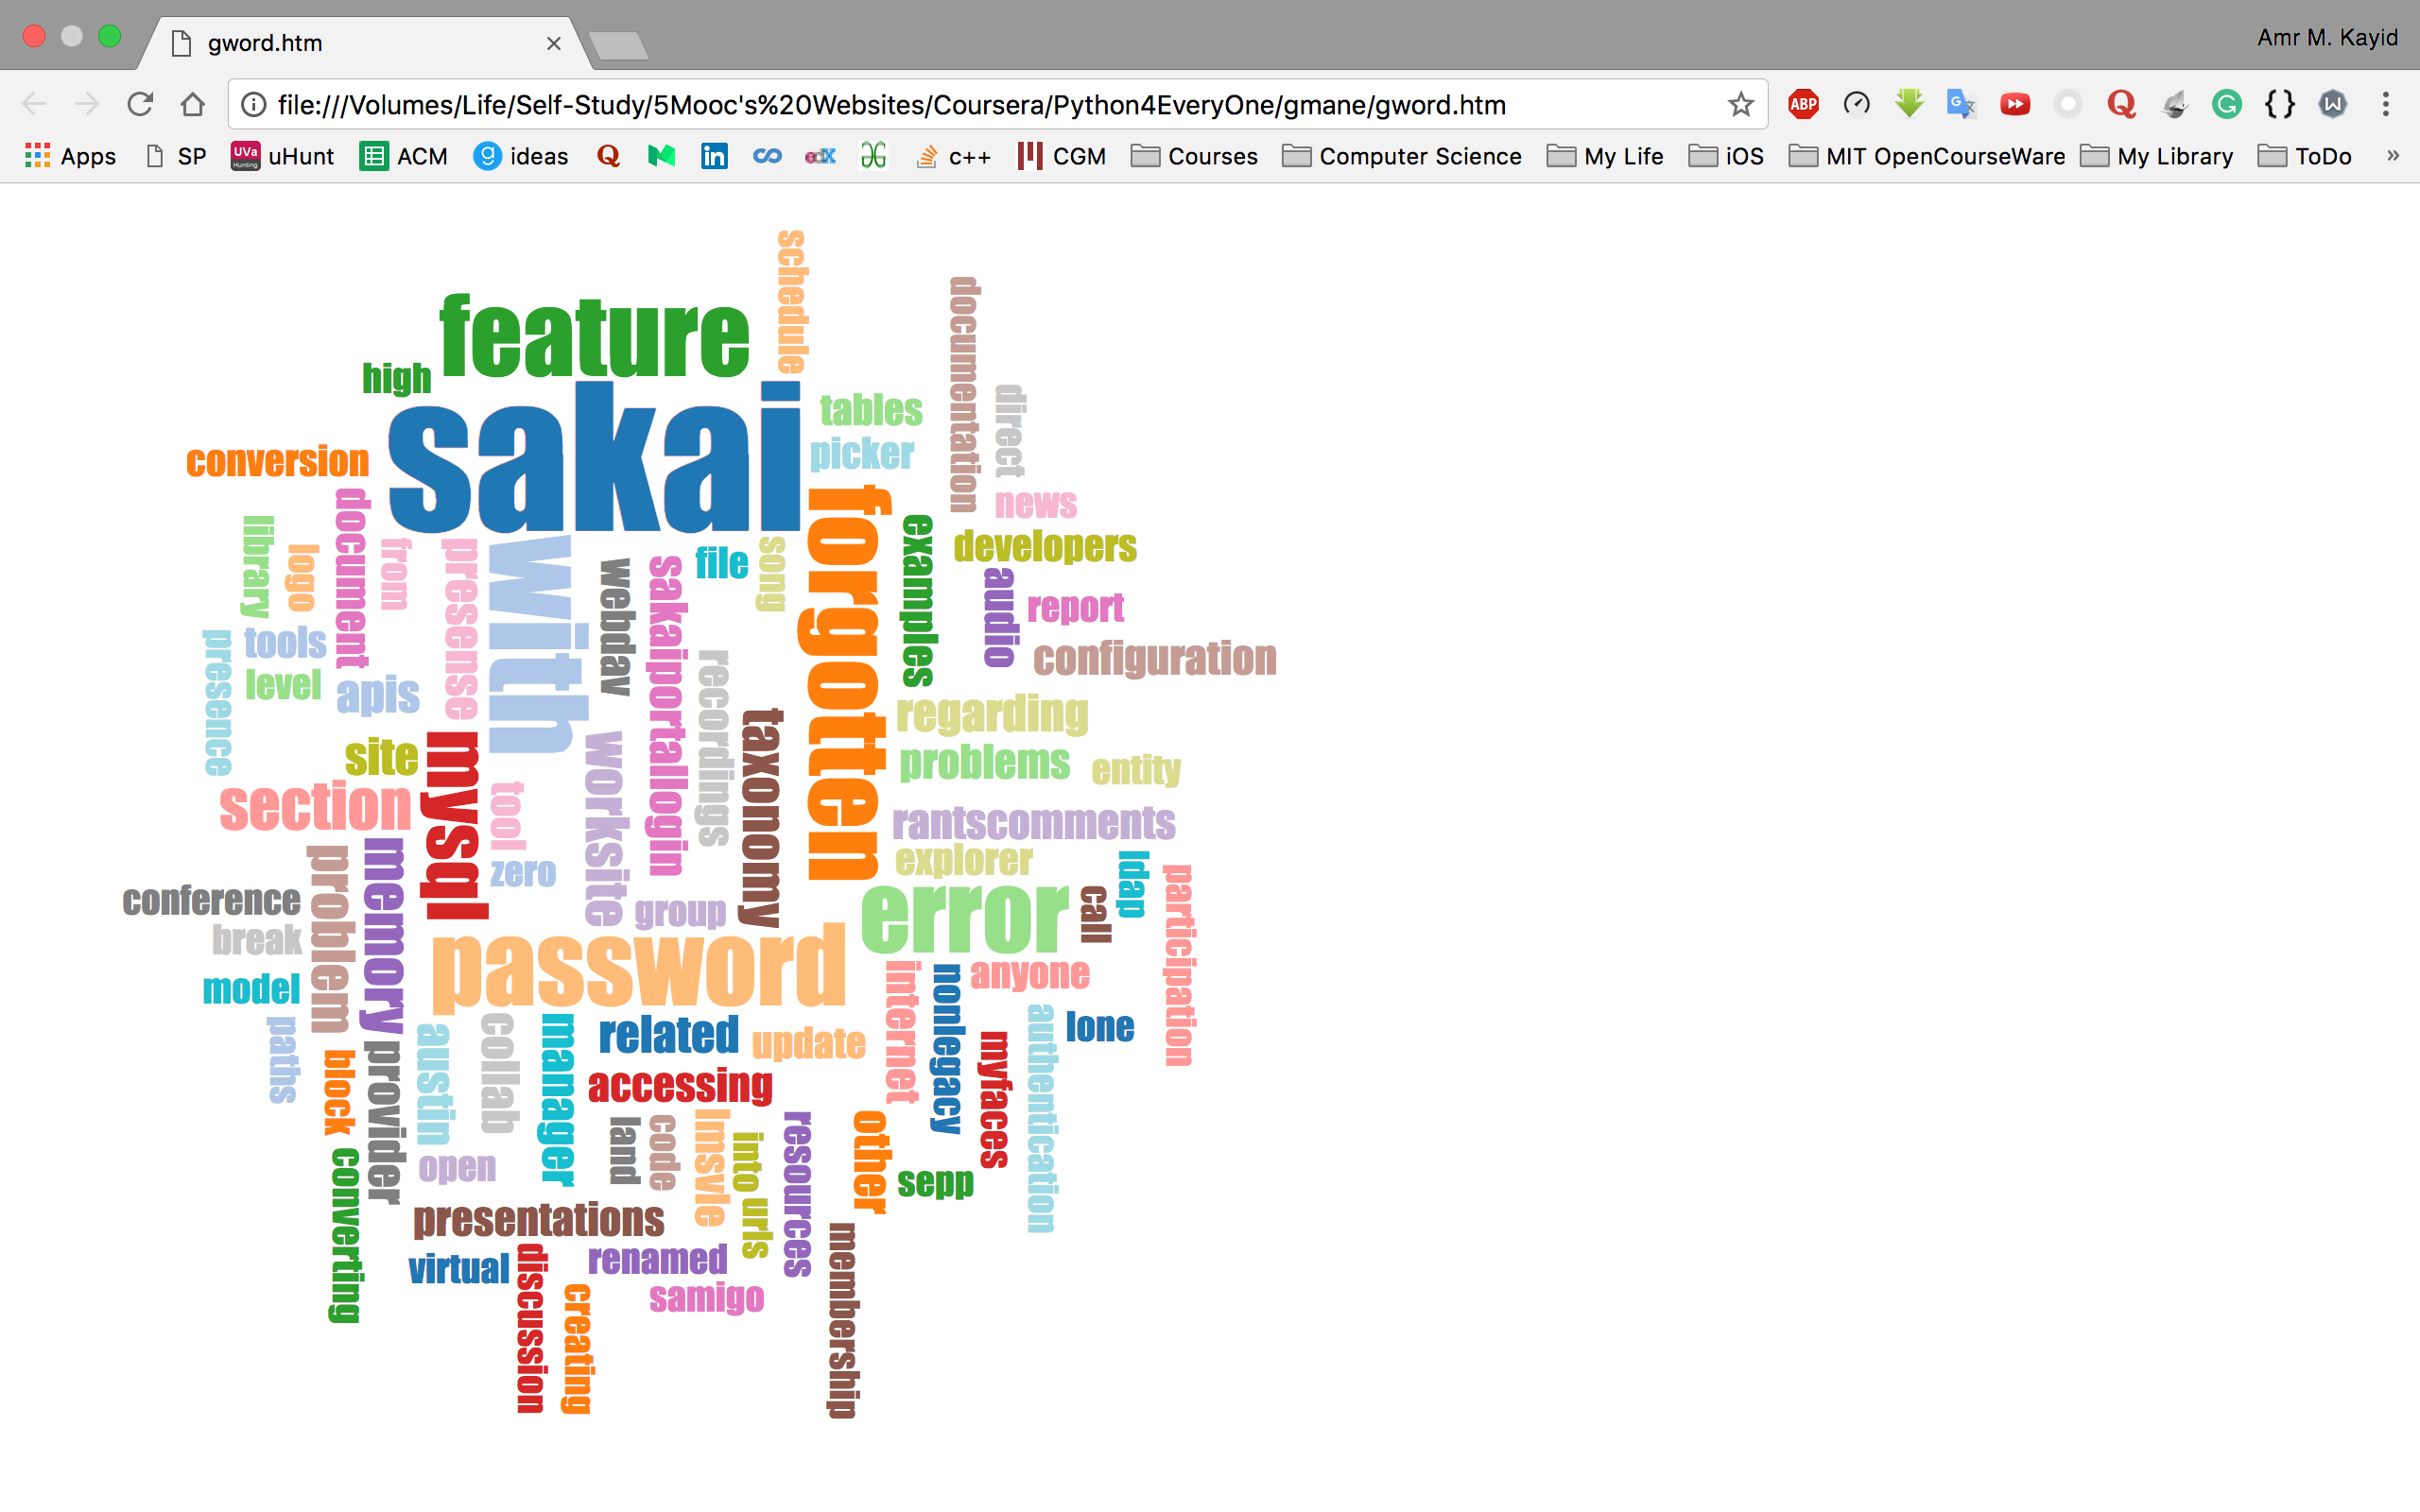 gword.htm
Amr M. Kayid
file:///Volumes/Life/Self-Study/5Mooc's%20Websites/Coursera/Python4EveryOne/gmane/gword.htm
ABP
Apps SP UVa Hunting uHunt ACM g ideas Q in edX c++ CGM Courses Computer Science My Life iOS MIT OpenCourseWare My Library ToDo »
schedule
feature
documentation
high
sakai
tables
direct
picker
conversion
news
forgotten
document
examples
library
logo
from
presense
with
webdav
sakaiportallogin
file
song
developers
audio
report
presence
tools
configuration
level
apis
recordings
regarding
taxonomy
site
mysql
worksite
problems
entity
section
tool
rantscomments
memory
problem
zero
explorer
ldap
participation
conference
group
error
call
break
password
model
internet
nonlegacy
anyone
authentication
lone
paths
block
provider
austin
collab
manager
related
update
myfaces
accessing
land
code
imsvle
into
resources
other
converting
open
sepp
urls
presentations
membership
virtual
discussion
renamed
creating
samigo